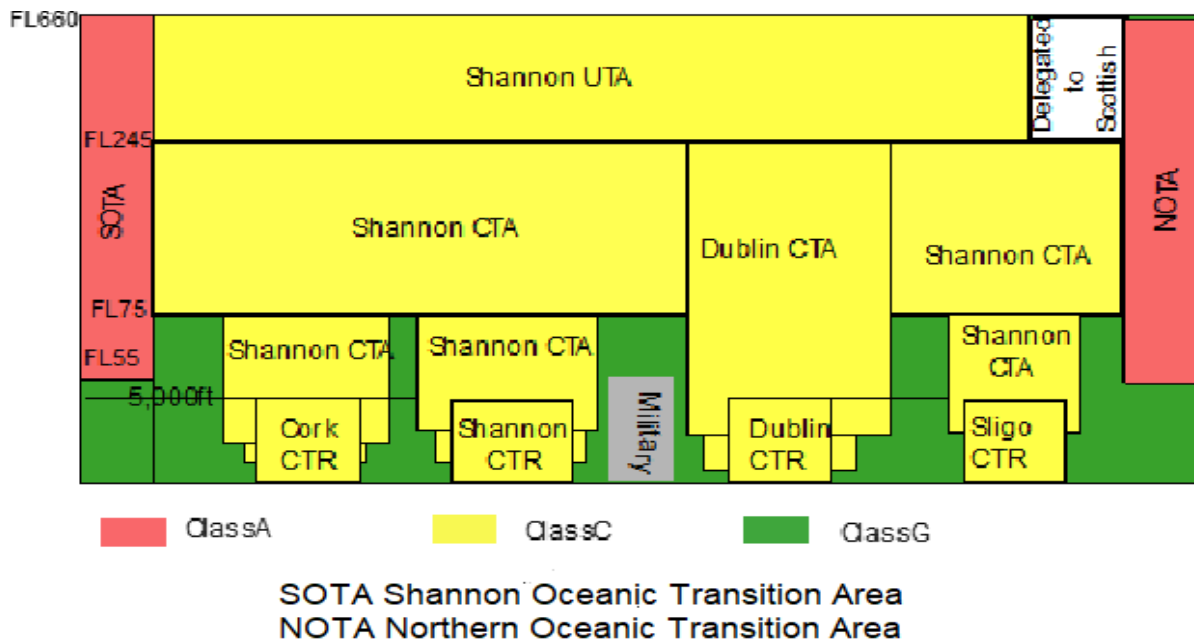 FL660
Shannon UTA
Delegated
to
Scottish
FL245
SOTA
NOTA
Shannon CTA
Dublin CTA
Shannon CTA
FL75
FL55
Shannon CTA
Shannon CTA
Shannon
CTA
5,000ft
Military
Cork
CTR
Shannon
CTR
Dublin
CTR
Sligo
CTR
ClassA
ClassC
ClassG
SOTA Shannon Oceanic Transition Area
NOTA Northern Oceanic Transition Area